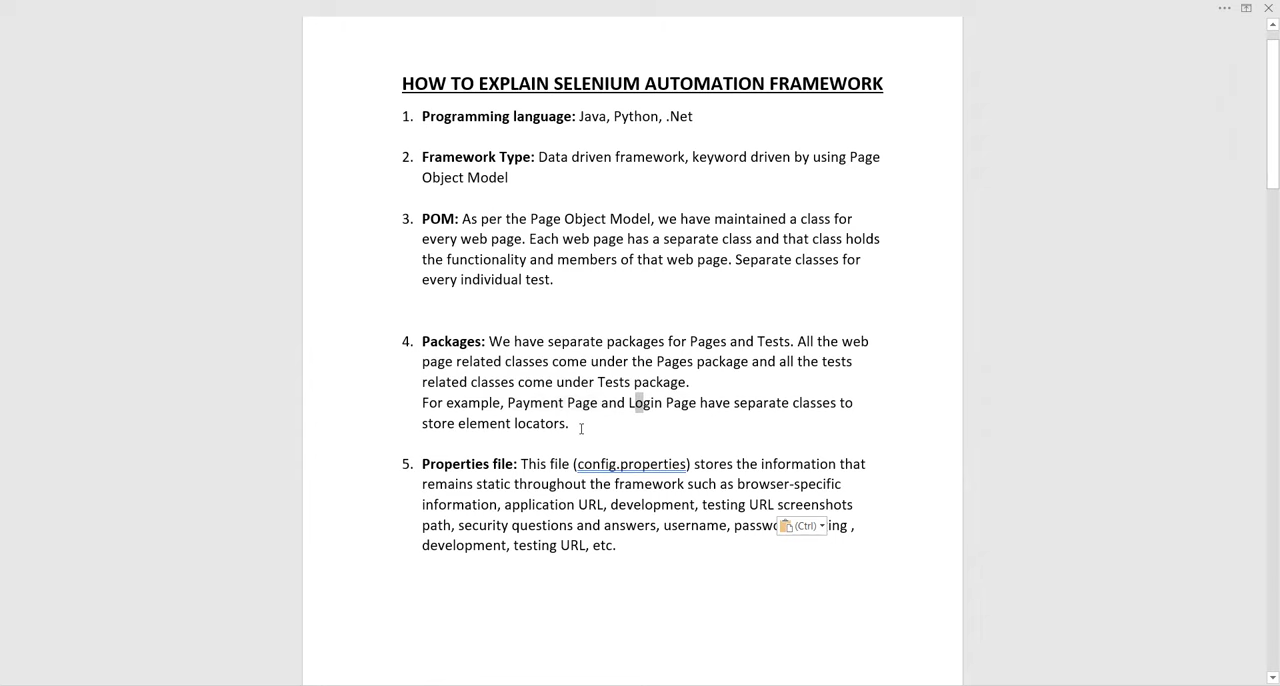 HOW TO EXPLAIN SELENIUM AUTOMATION FRAMEWORK
1. Programming language: Java, Python, .Net
2. Framework Type: Data driven framework, keyword driven by using Page
Object Model
3. POM: As per the Page Object Model, we have maintained a class for
every web page. Each web page has a separate class and that class holds
the functionality and members of that web page. Separate classes for
every individual test.
4. Packages: We have separate packages for Pages and Tests. All the web
page related classes come under the Pages package and all the tests
related classes come under Tests package.
For example, Payment Page and Login Page have separate classes to
store element locators.
5. Properties file: This file (config.properties) stores the information that
remains static throughout the framework such as browser-specific
information, application URL, development, testing URL screenshots
path, security questions and answers, username, (Ctrl) ,
development, testing URL, etc.